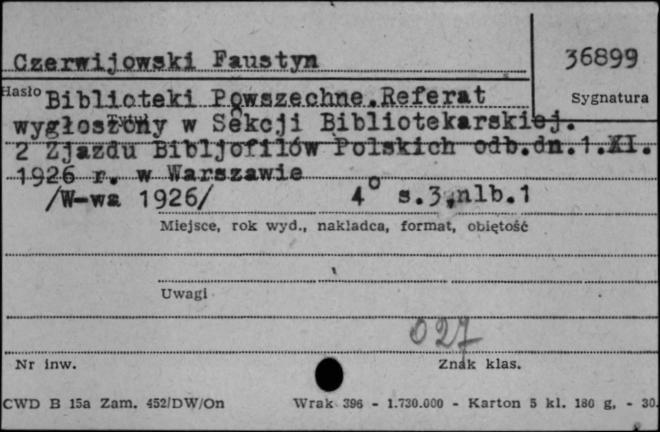 Czerwijowski Faustyn
36899
Hasło Biblioteki Powszechne. Referat
Sygnatura
wygłoszony w Sekcji Bibliotekarskiej.
2 Zjazdu Bibljofilów Polskich odb.dn.1.XI.
1926 r. w Warszawie
/W-wa 1926/ 4° s.3,nlb.1
Miejsce, rok wyd., nakladca, format, obiętość
Uwagi
027
Nr inw. Znak klas.
CWD B 15a Zam. 452/DW/On Wrak 396 - 1.730.000 - Karton 5 kl. 180 g. - 30.